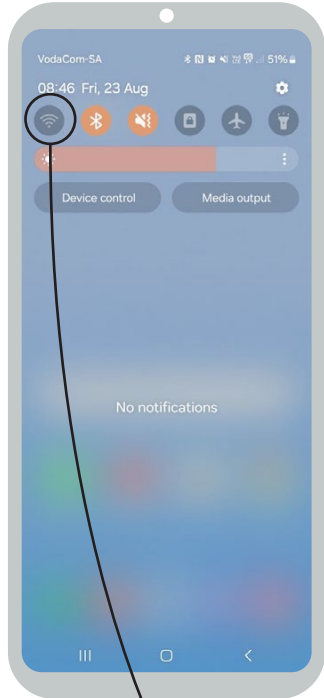 VodaCom-SA 51%
08:46 Fri, 23 Aug
Device control Media output
No notifications